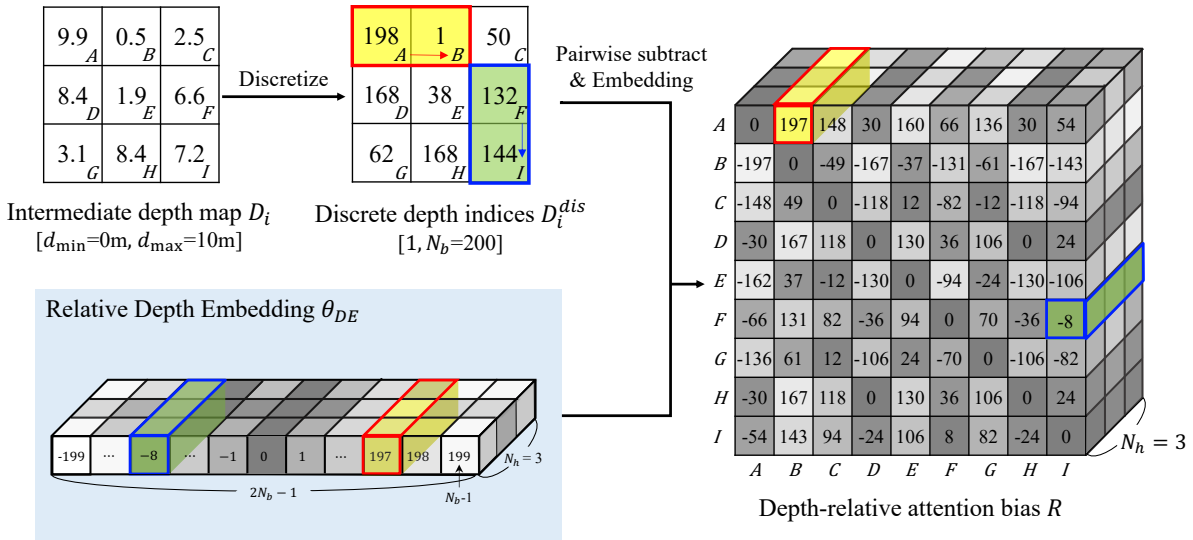 9.9 A 0.5 B 2.5 C
8.4 D 1.9 E 6.6 F
3.1 G 8.4 H 7.2 I
Intermediate depth map D_i
[d_min=0m, d_max=10m]
Discretize
198 A 1 B 50 C
168 D 38 E 132 F
62 G 168 H 144 I
Discrete depth indices D_i^dis
[1, N_b=200]
Pairwise subtract
& Embedding
Relative Depth Embedding θ_DE
-199 ··· −8 ··· −1 0 1 ··· 197 198 199
2N_b − 1
N_b-1
N_h = 3
A 0 197 148 30 160 66 136 30 54
B -197 0 -49 -167 -37 -131 -61 -167 -143
C -148 49 0 -118 12 -82 -12 -118 -94
D -30 167 118 0 130 36 106 0 24
E -162 37 -12 -130 0 -94 -24 -130 -106
F -66 131 82 -36 94 0 70 -36 -8
G -136 61 12 -106 24 -70 0 -106 -82
H -30 167 118 0 130 36 106 0 24
I -54 143 94 -24 106 8 82 -24 0
A B C D E F G H I
N_h = 3
Depth-relative attention bias R